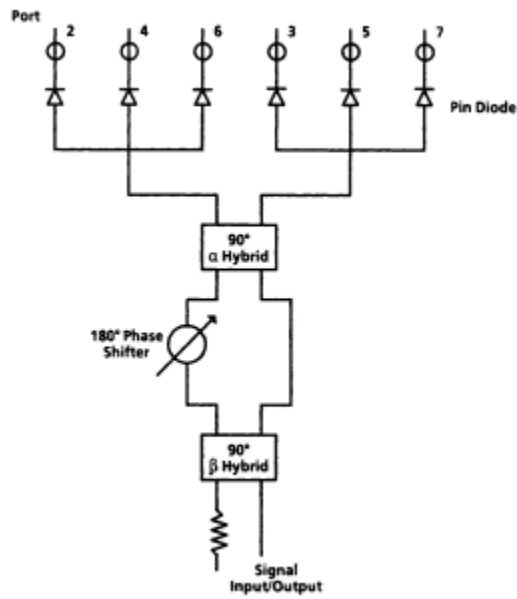 Port
2 4 6 3 5 7
Pin Diode
90°
α Hybrid
180° Phase
Shifter
90°
β Hybrid
Signal
Input/Output